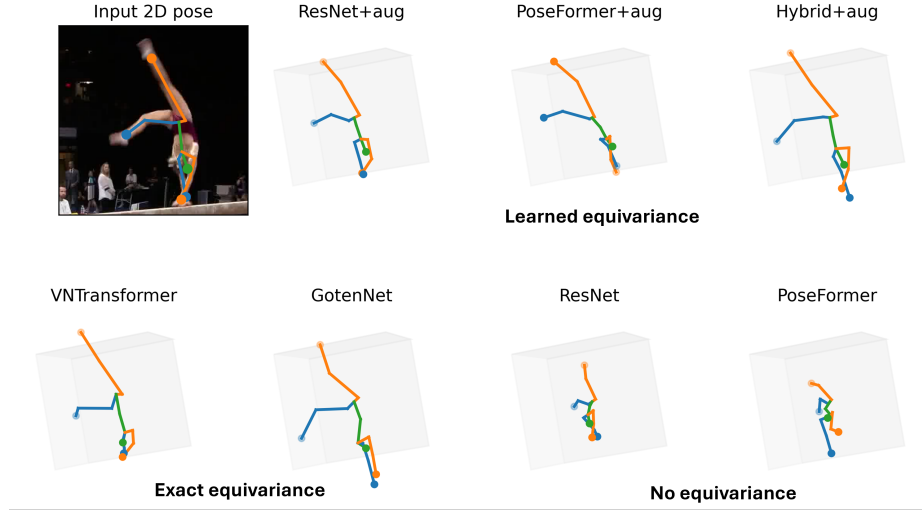 Input 2D pose
ResNet+aug
PoseFormer+aug
Hybrid+aug
Learned equivariance
VNTransformer
GotenNet
ResNet
PoseFormer
Exact equivariance
No equivariance